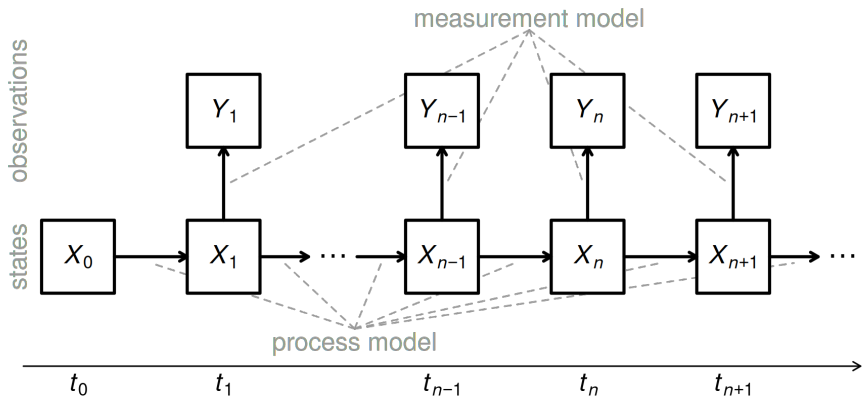 measurement model
observations
Y₁ Yₙ₋₁ Yₙ Yₙ₊₁
states
X₀ X₁ ⋯ Xₙ₋₁ Xₙ Xₙ₊₁ ⋯
process model
t₀ t₁ tₙ₋₁ tₙ tₙ₊₁